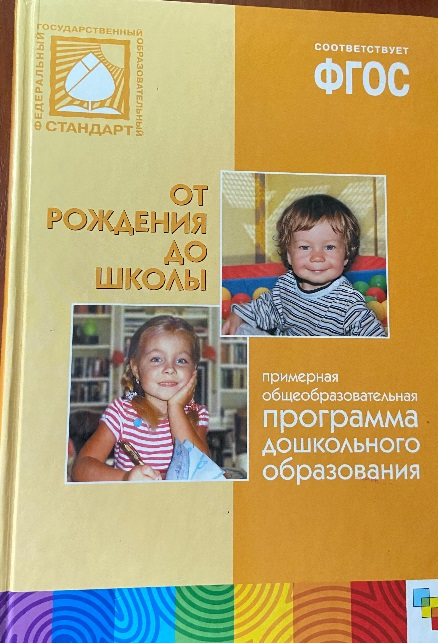 ФЕДЕРАЛЬНЫЙ
ГОСУДАРСТВЕННЫЙ
ОБРАЗОВАТЕЛЬНЫЙ
СТАНДАРТ
СООТВЕТСТВУЕТ
ФГОС
ОТ
РОЖДЕНИЯ
ДО
ШКОЛЫ
примерная
общеобразовательная
программа
дошкольного
образования